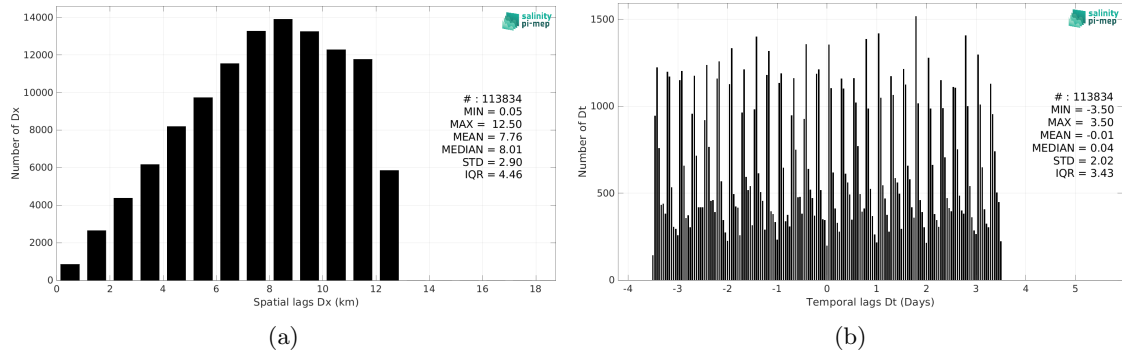 14000
12000
10000
8000
6000
4000
2000
0
Number of Dx
0 2 4 6 8 10 12 14 16 18
Spatial lags Dx (km)
salinity
pi-mep
# : 113834
MIN = 0.05
MAX = 12.50
MEAN = 7.76
MEDIAN = 8.01
STD = 2.90
IQR = 4.46
(a)
1500
1000
500
0
Number of Dt
-4 -3 -2 -1 0 1 2 3 4 5
Temporal lags Dt (Days)
salinity
pi-mep
# : 113834
MIN = -3.50
MAX = 3.50
MEAN = -0.01
MEDIAN = 0.04
STD = 2.02
IQR = 3.43
(b)